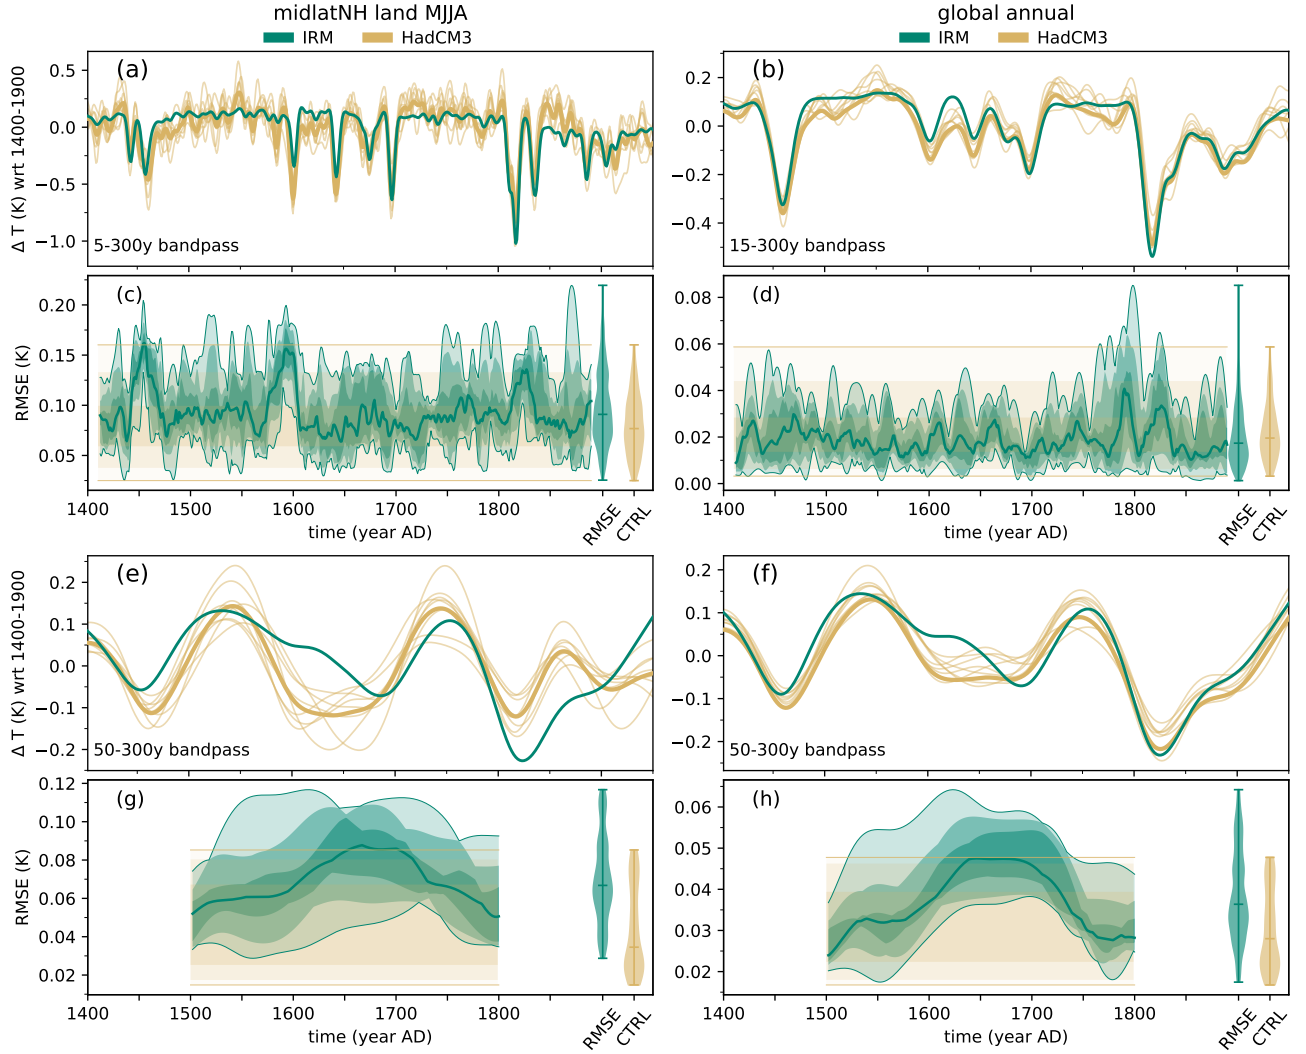 midlatNH land MJJA
global annual
IRM HadCM3
IRM HadCM3
(a)
Δ T (K) wrt 1400-1900
0.5
0.0
−0.5
−1.0
5-300y bandpass
(b)
0.2
0.0
−0.2
−0.4
15-300y bandpass
(c)
RMSE (K)
0.20
0.15
0.10
0.05
1400 1500 1600 1700 1800
RMSE CTRL
time (year AD)
(d)
0.08
0.06
0.04
0.02
0.00
1400 1500 1600 1700 1800
RMSE CTRL
time (year AD)
(e)
Δ T (K) wrt 1400-1900
0.2
0.1
0.0
−0.1
−0.2
50-300y bandpass
(f)
0.2
0.1
0.0
−0.1
−0.2
50-300y bandpass
(g)
RMSE (K)
0.12
0.10
0.08
0.06
0.04
0.02
1400 1500 1600 1700 1800
RMSE CTRL
time (year AD)
(h)
0.06
0.05
0.04
0.03
0.02
1400 1500 1600 1700 1800
RMSE CTRL
time (year AD)